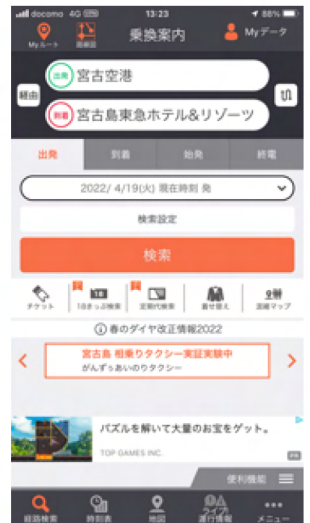 docomo 4G 13:23 88%
Myルート 路線図 乗換案内 Myデータ
出発 宮古空港
経由
到着 宮古島東急ホテル&リゾーツ
出発 到着 始発 終電
2022/ 4/19(火) 現在時刻 発
検索設定
検索
チケット 18きっぷ検索 定期代検索 着せ替え 混雑マップ
春のダイヤ改正情報2022
宮古島 相乗りタクシー実証実験中
がんずぅあいのりタクシー
パズルを解いて大量のお宝をゲット。
TOP GAMES INC.
便利機能
経路検索 時刻表 地図 ライブ 運行情報 メニュー